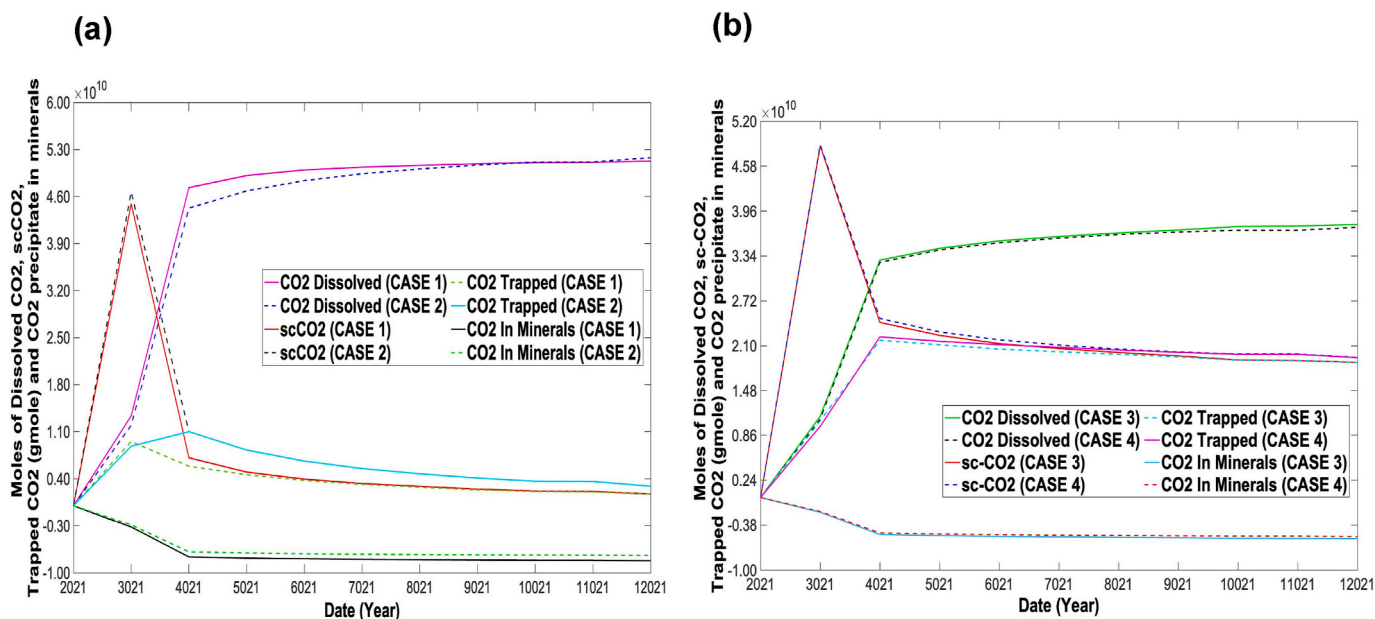 (a)
×10^10
Moles of Dissolved CO2, scCO2,
Trapped CO2 (gmole) and CO2 precipitate in minerals
6.00
5.30
4.60
3.90
3.20
2.50
1.80
1.10
0.40
-0.30
-1.00
CO2 Dissolved (CASE 1)
CO2 Dissolved (CASE 2)
scCO2 (CASE 1)
scCO2 (CASE 2)
CO2 Trapped (CASE 1)
CO2 Trapped (CASE 2)
CO2 In Minerals (CASE 1)
CO2 In Minerals (CASE 2)
2021 3021 4021 5021 6021 7021 8021 9021 10021 11021 12021
Date (Year)
(b)
×10^10
Moles of Dissolved CO2, sc-CO2,
Trapped CO2 (gmole) and CO2 precipitate in minerals
5.20
4.58
3.96
3.34
2.72
2.10
1.48
0.86
0.24
-0.38
-1.00
CO2 Dissolved (CASE 3)
CO2 Dissolved (CASE 4)
sc-CO2 (CASE 3)
sc-CO2 (CASE 4)
CO2 Trapped (CASE 3)
CO2 Trapped (CASE 4)
CO2 In Minerals (CASE 3)
CO2 In Minerals (CASE 4)
2021 3021 4021 5021 6021 7021 8021 9021 10021 11021 12021
Date (Year)